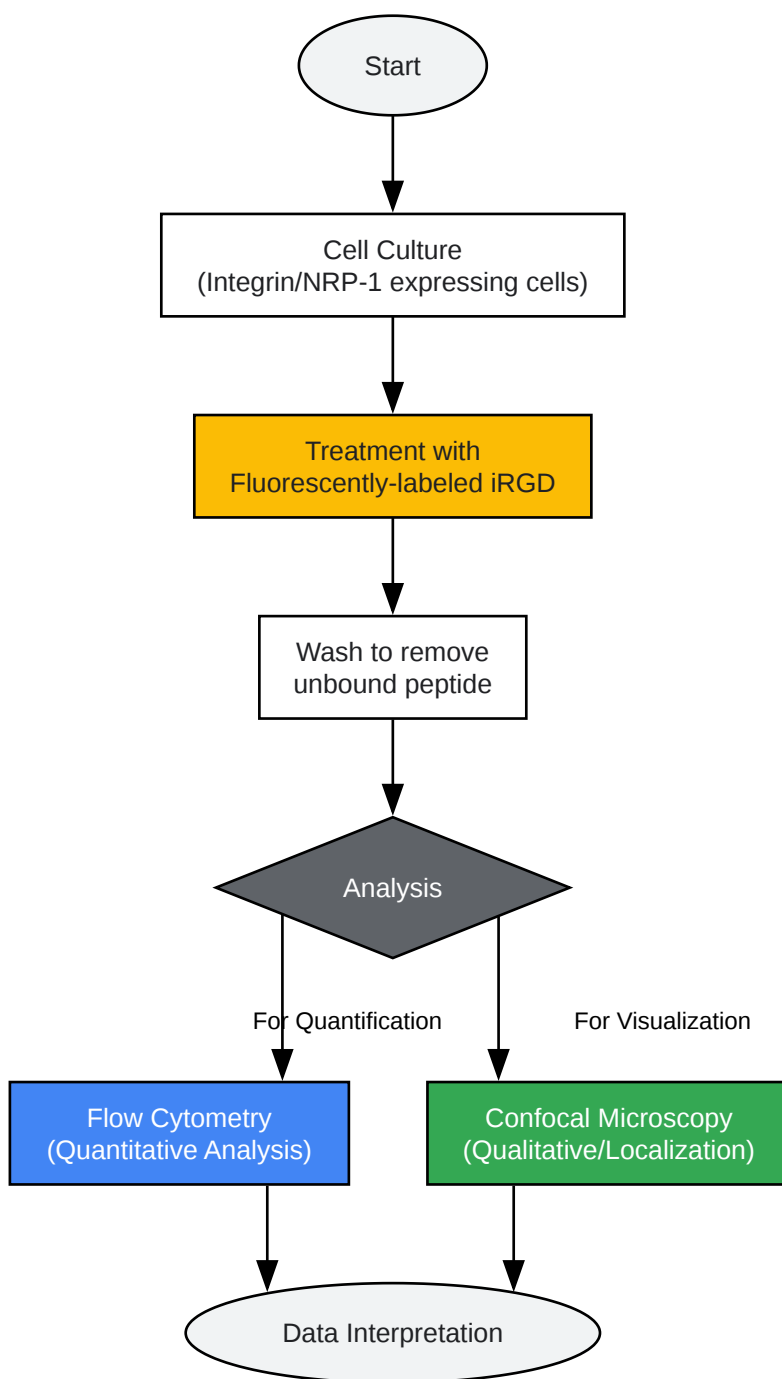 Start
Cell Culture
(Integrin/NRP-1 expressing cells)
Treatment with
Fluorescently-labeled iRGD
Wash to remove
unbound peptide
Analysis
For Quantification
For Visualization
Flow Cytometry
(Quantitative Analysis)
Confocal Microscopy
(Qualitative/Localization)
Data Interpretation